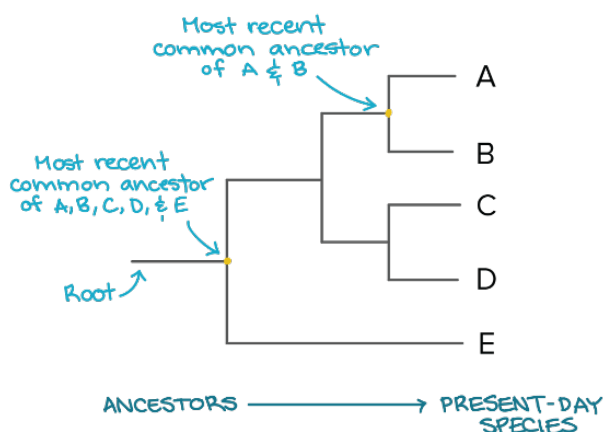 Most recent
common ancestor
of A & B
A
B
Most recent
common ancestor
of A, B, C, D, & E
C
Root
D
E
ANCESTORS
PRESENT-DAY
SPECIES